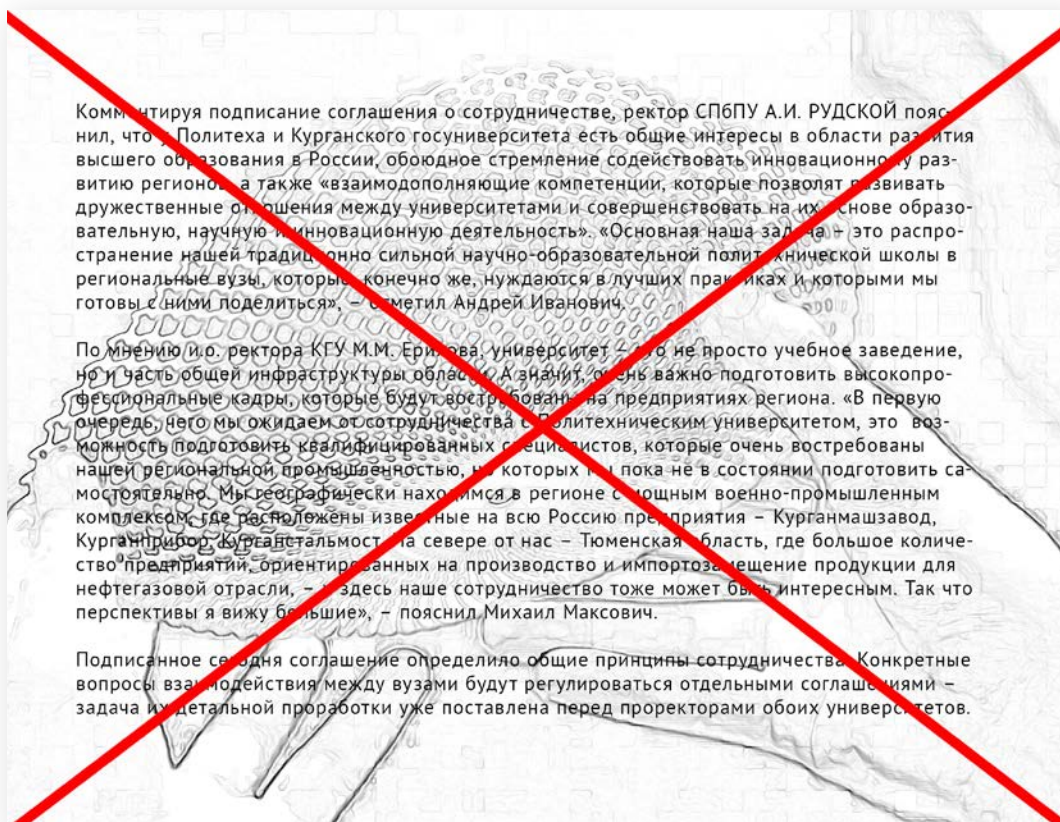 Комментируя подписание соглашения о сотрудничестве, ректор СПбПУ А.И. РУДСКОЙ пояс-
нил, что у Политеха и Курганского госуниверситета есть общие интересы в области развития
высшего образования в России, обоюдное стремление содействовать инновационному раз-
витию регионов, а также «взаимодополняющие компетенции, которые позволят развивать
дружественные отношения между университетами и совершенствовать на их основе образо-
вательную, научную и инновационную деятельность». «Основная наша задача – это распро-
странение нашей традиционно сильной научно-образовательной политехнической школы в
региональные вузы, которые, конечно же, нуждаются в лучших практиках и которыми мы
готовы с ними поделиться», – отметил Андрей Иванович.
По мнению и.о. ректора КГУ М.М. университет – это не просто учебное заведение,
но и часть общей инфраструктуры области. А значит, очень важно подготовить высокопро-
фессиональные кадры, которые будут востребованы на предприятиях региона. «В первую
очередь, чего мы ожидаем от сотрудничества с Политехническим университетом, это воз-
можность подготовить квалифицированных специалистов, которые очень востребованы
нашей региональной промышленностью, но которых мы пока не в состоянии подготовить са-
мостоятельно. Мы географически находимся в регионе с мощным военно-промышленным
комплексом, где расположены известные на всю Россию предприятия – Курганмашзавод,
Курганприбор, Курганстальмост. На севере от нас – Тюменская область, где большое количе-
ство предприятий, ориентированных на производство и импортозамещение продукции для
нефтегазовой отрасли, – и здесь наше сотрудничество тоже может быть интересным. Так что
перспективы я вижу большие», – пояснил Михаил Максович.
Подписанное сегодня соглашение определило общие принципы сотрудничества. Конкретные
вопросы взаимодействия между вузами будут регулироваться отдельными соглашениями –
задача их детальной проработки уже поставлена перед проректорами обоих университетов.